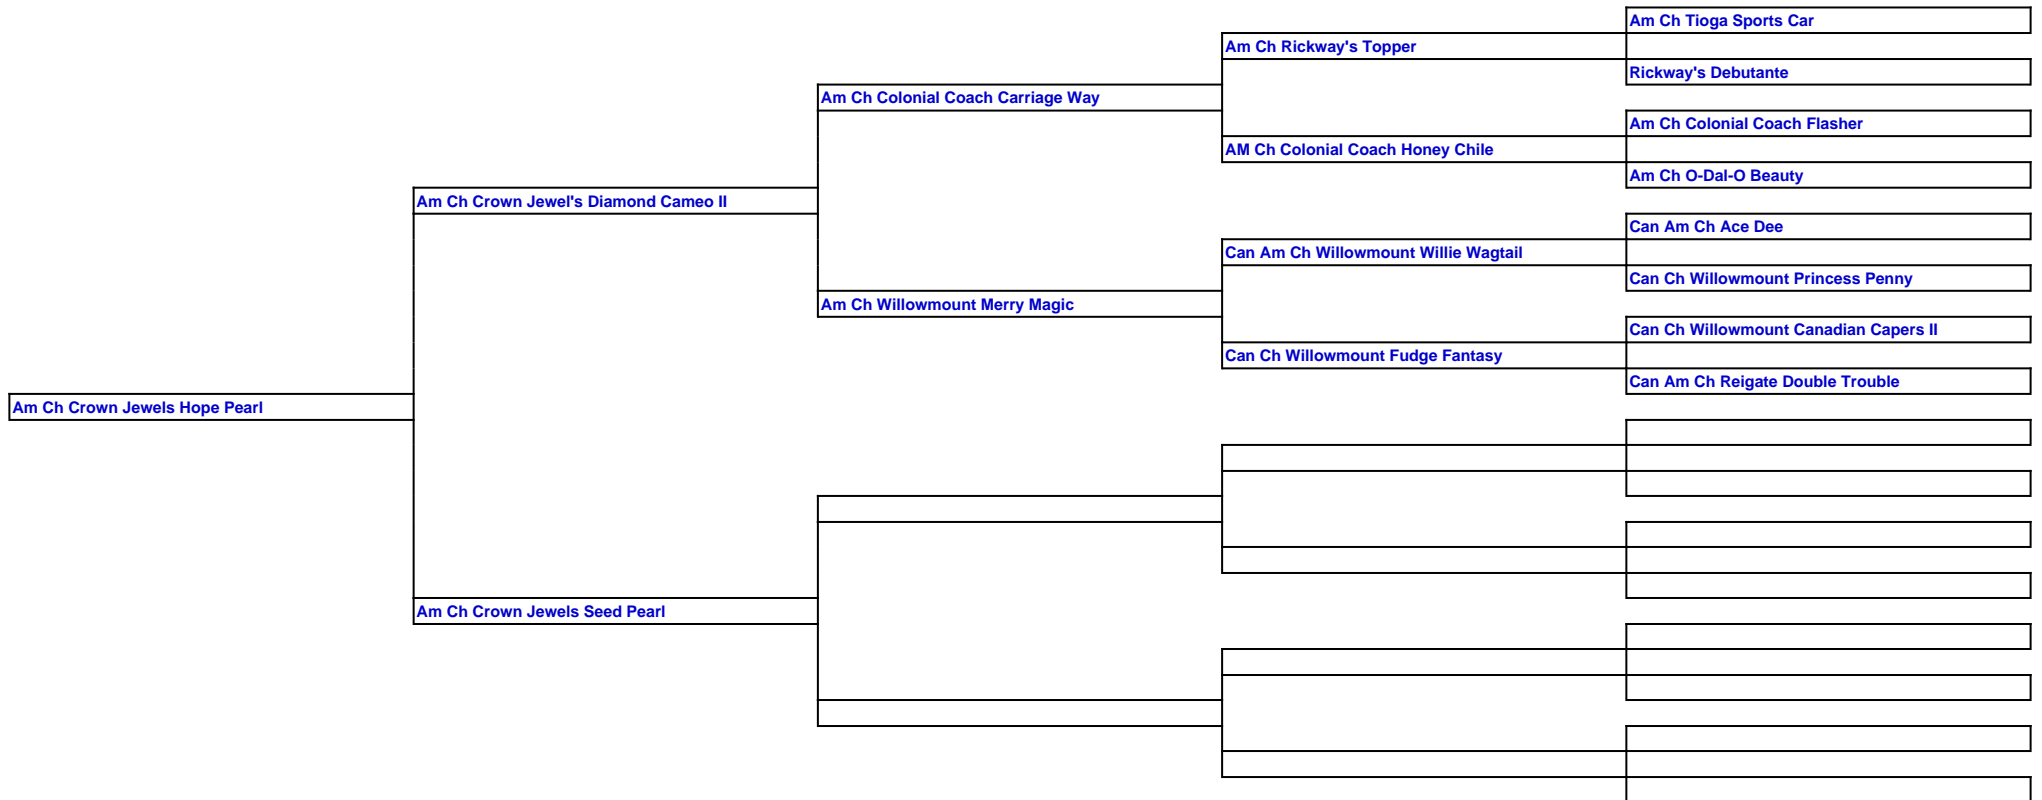 Am Ch Tioga Sports Car
Am Ch Rickway's Topper
Rickway's Debutante
Am Ch Colonial Coach Carriage Way
Am Ch Colonial Coach Flasher
AM Ch Colonial Coach Honey Chile
Am Ch O-Dal-O Beauty
Am Ch Crown Jewel's Diamond Cameo II
Can Am Ch Ace Dee
Can Am Ch Willowmount Willie Wagtail
Can Ch Willowmount Princess Penny
Am Ch Willowmount Merry Magic
Can Ch Willowmount Canadian Capers II
Can Ch Willowmount Fudge Fantasy
Can Am Ch Reigate Double Trouble
Am Ch Crown Jewels Hope Pearl
Am Ch Crown Jewels Seed Pearl